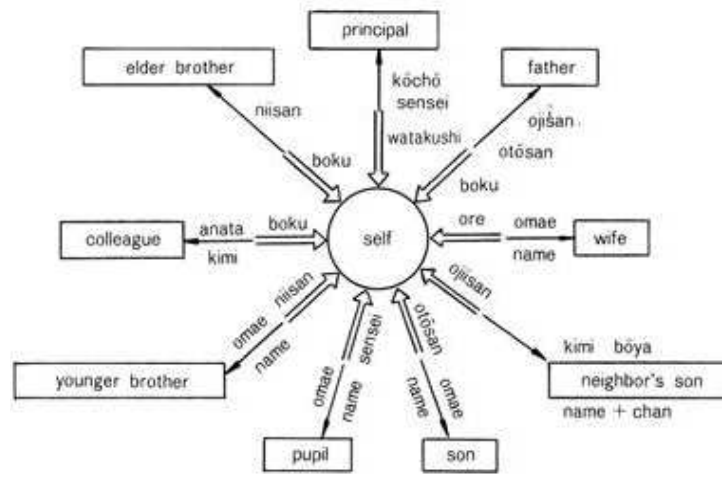 principal
elder brother
father
kōchō
sensei
niisan
ojiisan
otōsan
watakushi
boku
boku
colleague
anata
kimi
boku
self
ore
omae
name
wife
niisan
omae
name
younger brother
sensei
omae
name
pupil
otōsan
omae
name
son
ojiisan
kimi bōya
neighbor's son
name + chan